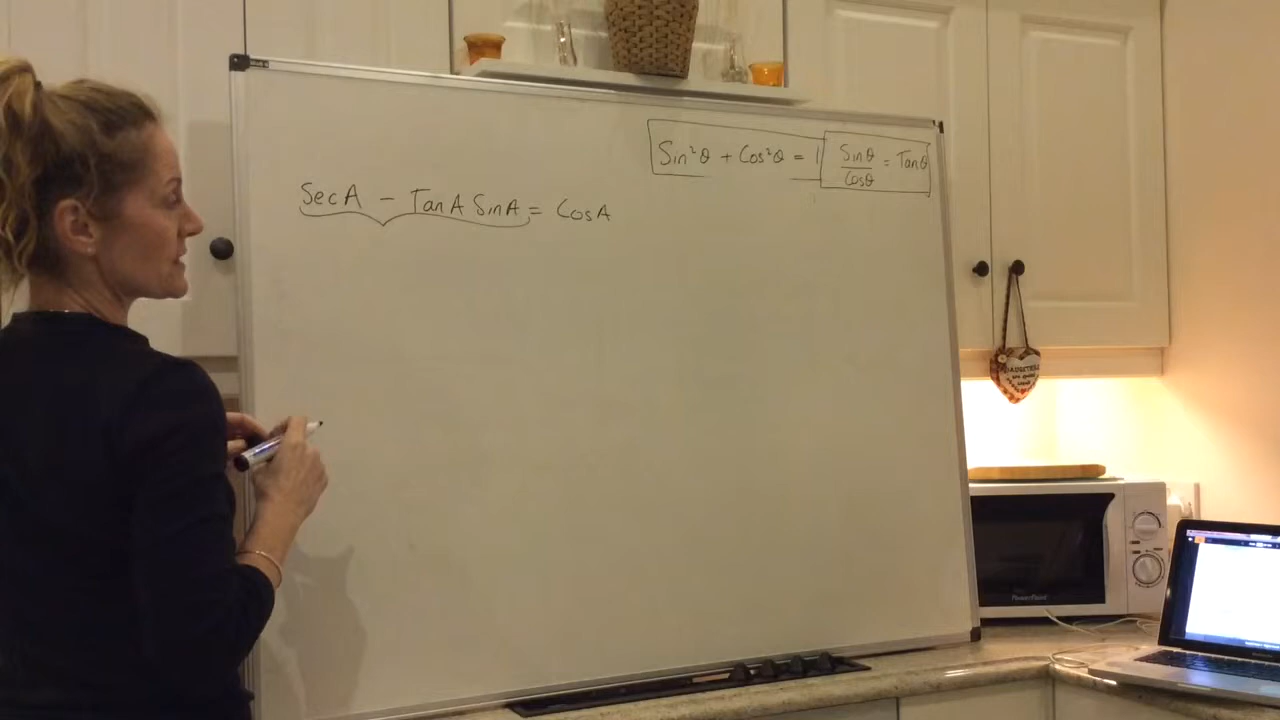 Sin²θ + Cos²θ = 1
Sinθ/Cosθ = Tanθ
SecA - TanA SinA = CosA